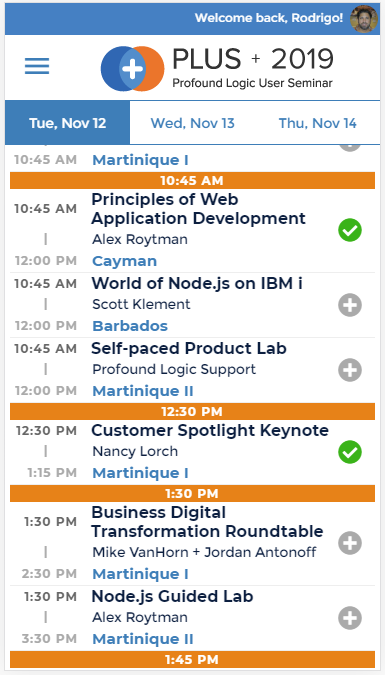 Welcome back, Rodrigo!
PLUS + 2019
Profound Logic User Seminar
Tue, Nov 12 Wed, Nov 13 Thu, Nov 14
10:45 AM Martinique I
10:45 AM
10:45 AM Principles of Web
Application Development
Alex Roytman
12:00 PM Cayman
10:45 AM World of Node.js on IBM i
Scott Klement
12:00 PM Barbados
10:45 AM Self-paced Product Lab
Profound Logic Support
12:00 PM Martinique II
12:30 PM
12:30 PM Customer Spotlight Keynote
Nancy Lorch
1:15 PM Martinique I
1:30 PM
1:30 PM Business Digital
Transformation Roundtable
Mike VanHorn + Jordan Antonoff
2:30 PM Martinique I
1:30 PM Node.js Guided Lab
Alex Roytman
3:30 PM Martinique II
1:45 PM